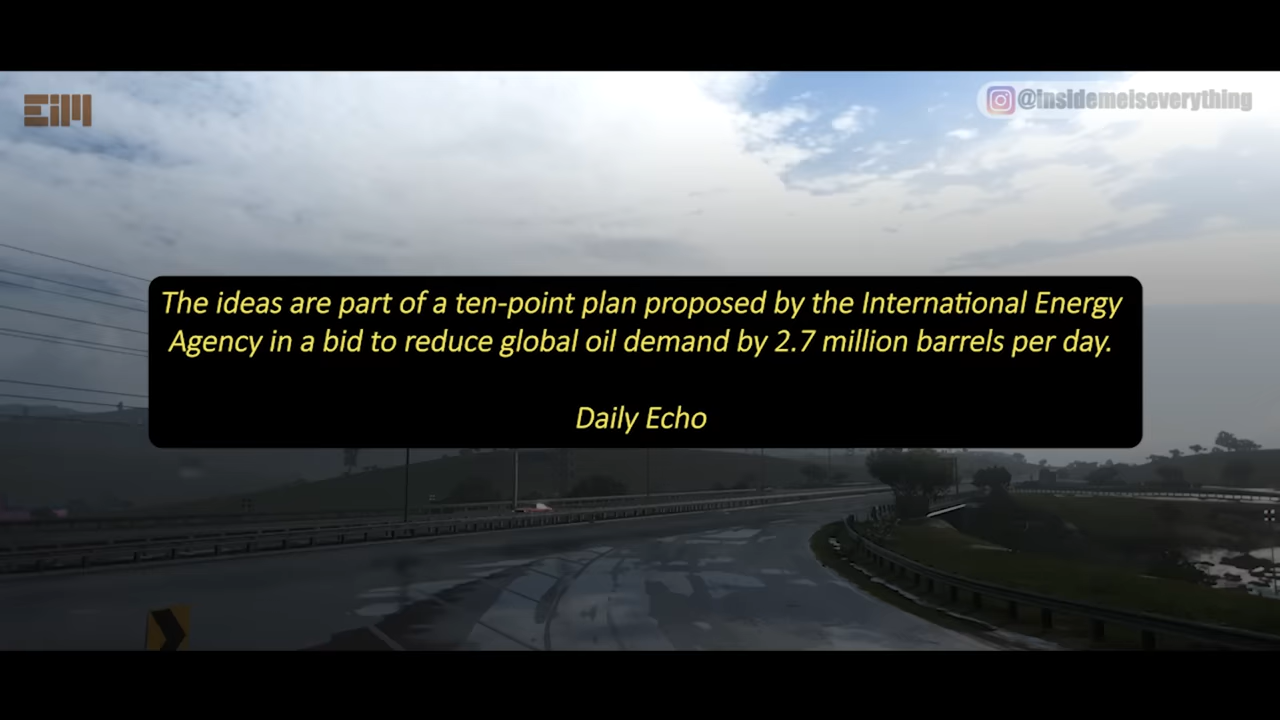 EiM
@insidemeiseverything
The ideas are part of a ten-point plan proposed by the International Energy
Agency in a bid to reduce global oil demand by 2.7 million barrels per day.
Daily Echo